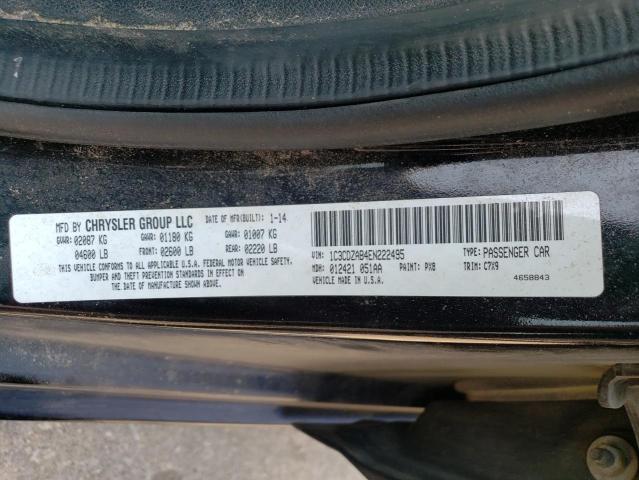 MFD BY CHRYSLER GROUP LLC DATE OF MFR(BUILT): 1-14
GVWR: 02087 KG GAWR: 01180 KG GAWR: 01007 KG
04600 LB FRONT: 02600 LB REAR: 02220 LB
THIS VEHICLE CONFORMS TO ALL APPLICABLE U.S.A. FEDERAL MOTOR VEHICLE SAFETY,
BUMPER, AND THEFT PREVENTION STANDARDS IN EFFECT ON
THE DATE OF MANUFACTURE SHOWN ABOVE.
VIN: 1C3CDZAB4EN222495 TYPE: PASSENGER CAR
MDH: 012421 051AA PAINT: PX8 TRIM: C7X9
VEHICLE MADE IN U.S.A. 4658843